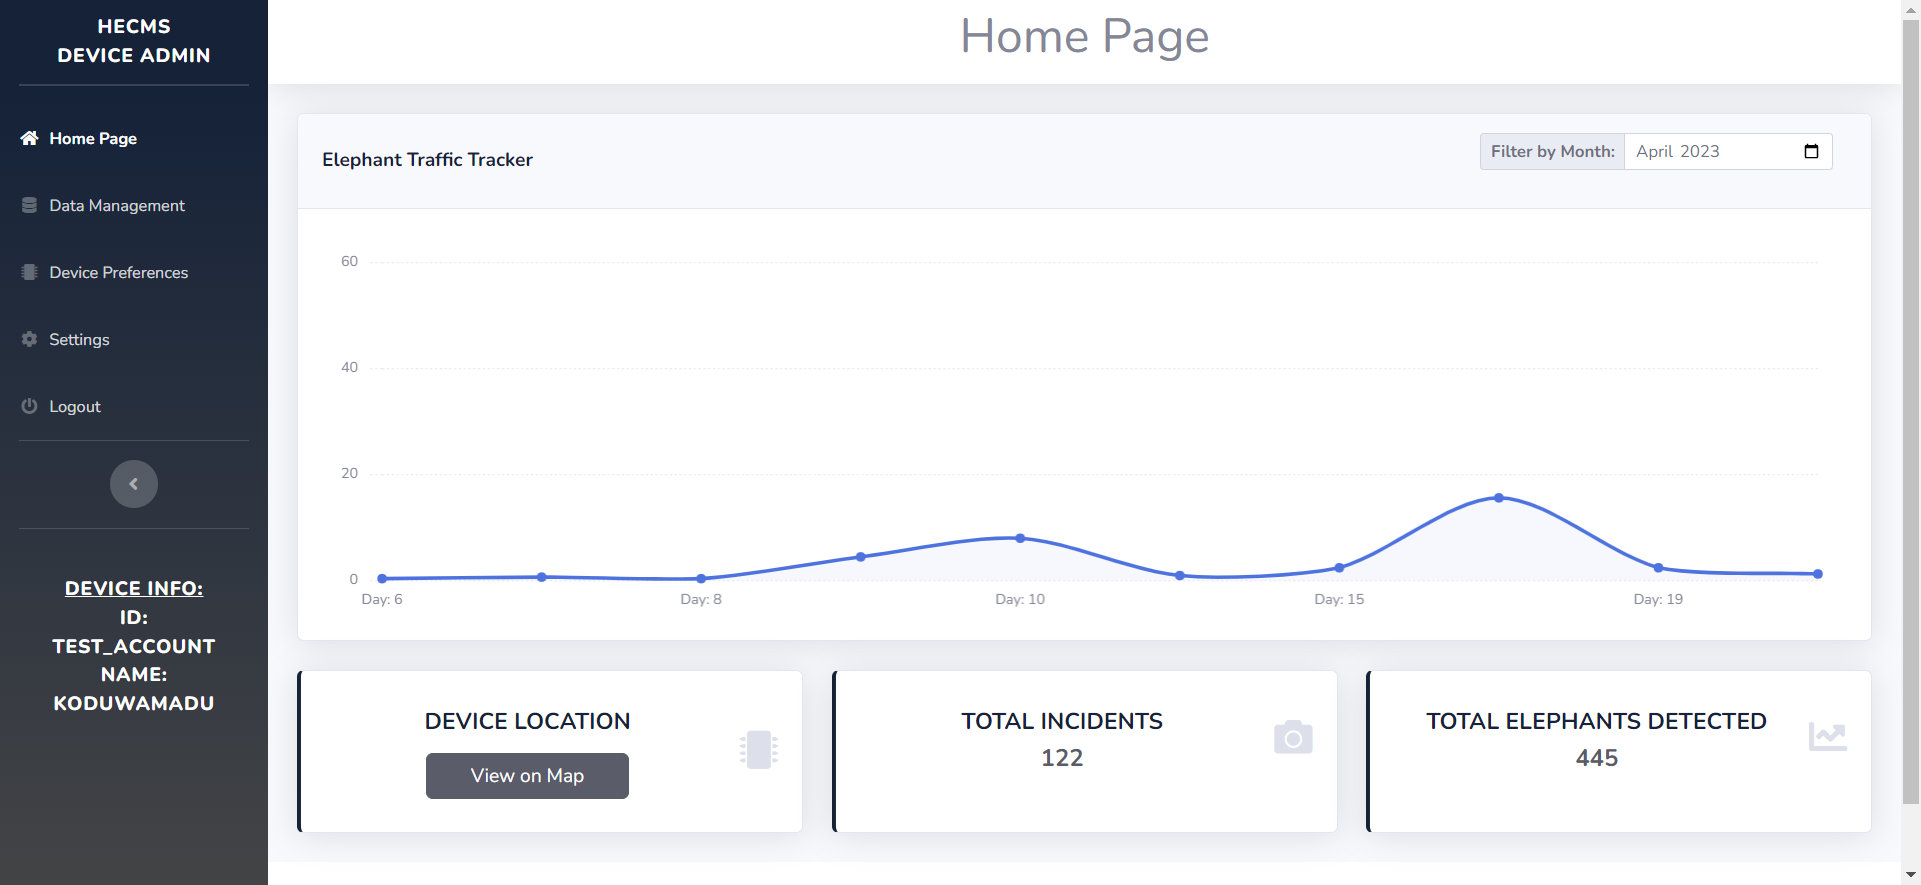 HECMS
DEVICE ADMIN
Home Page
Data Management
Device Preferences
Settings
Logout
DEVICE INFO:
ID:
TEST_ACCOUNT
NAME:
KODUWAMADU
Home Page
Elephant Traffic Tracker
Filter by Month: April 2023
60
40
20
0
Day: 6 Day: 8 Day: 10 Day: 15 Day: 19
DEVICE LOCATION
View on Map
TOTAL INCIDENTS
122
TOTAL ELEPHANTS DETECTED
445